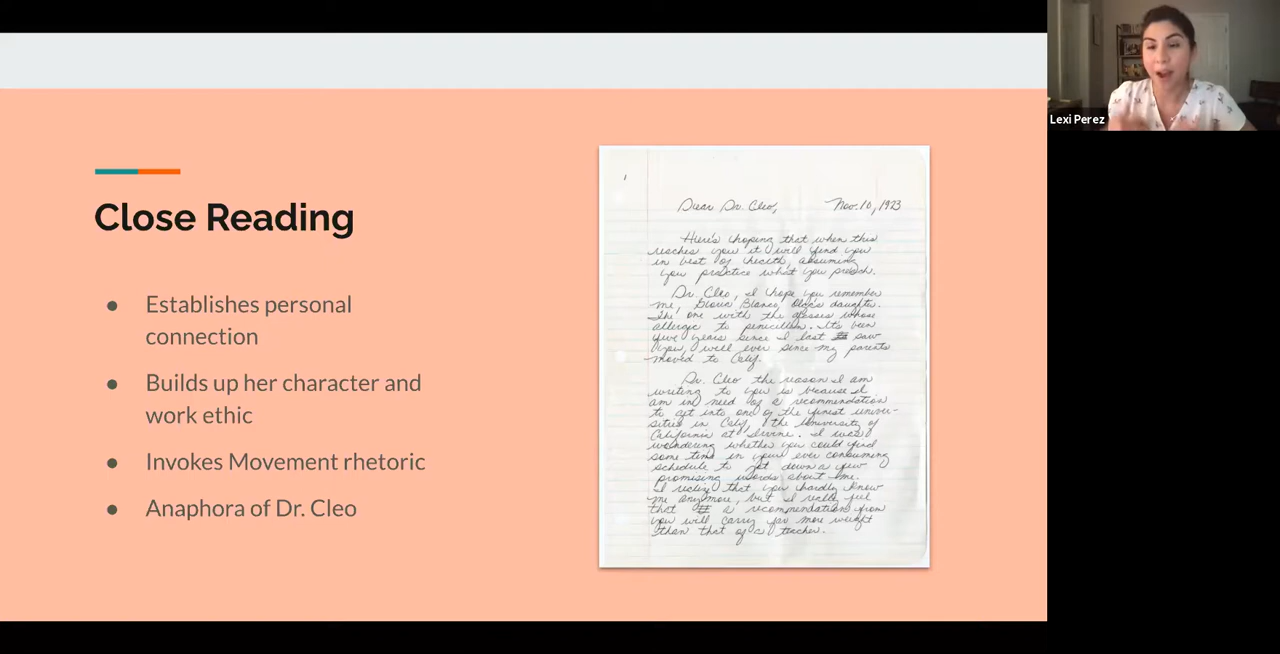 Lexi Perez
Close Reading
● Establishes personal
connection
● Builds up her character and
work ethic
● Invokes Movement rhetoric
● Anaphora of Dr. Cleo
1
Dear Dr. Cleo, Nov. 10, 1973
Here's hoping that when this
reaches you it will find you
in best of health, assuming
you practice what you preach.
Dr. Cleo, I hope you remember
me, Gloria Blanco, Olga's daughter.
The one with the glasses whose
allergic to penicillin. It's been
five years since I last saw
you, well ever since my parents
moved to Calif.
Dr. Cleo the reason I am
writing to you is because I
am in need of a recommendation
to get into one of the finest univer-
sities in Calif, the University of
California at Irvine. I was
wondering whether you could find
some time in your ever consuming
schedule to jot down a few
promising words about me.
I realize that you hardly know
me anymore, but I really feel
that a recommendation from
you will carry far more weight
than that of a teacher.